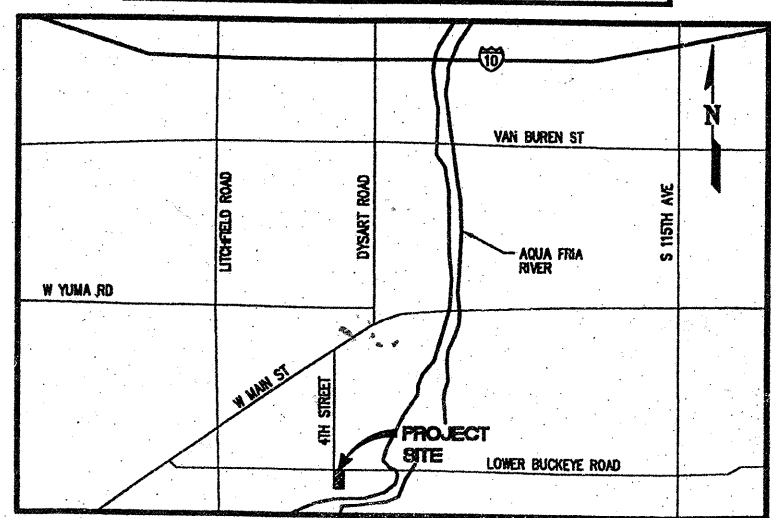 10
N
VAN BUREN ST
LITCHFIELD ROAD
DYSART ROAD
S 115TH AVE
AQUA FRIA
RIVER
W YUMA RD
W MAIN ST
4TH STREET
PROJECT
SITE
LOWER BUCKEYE ROAD